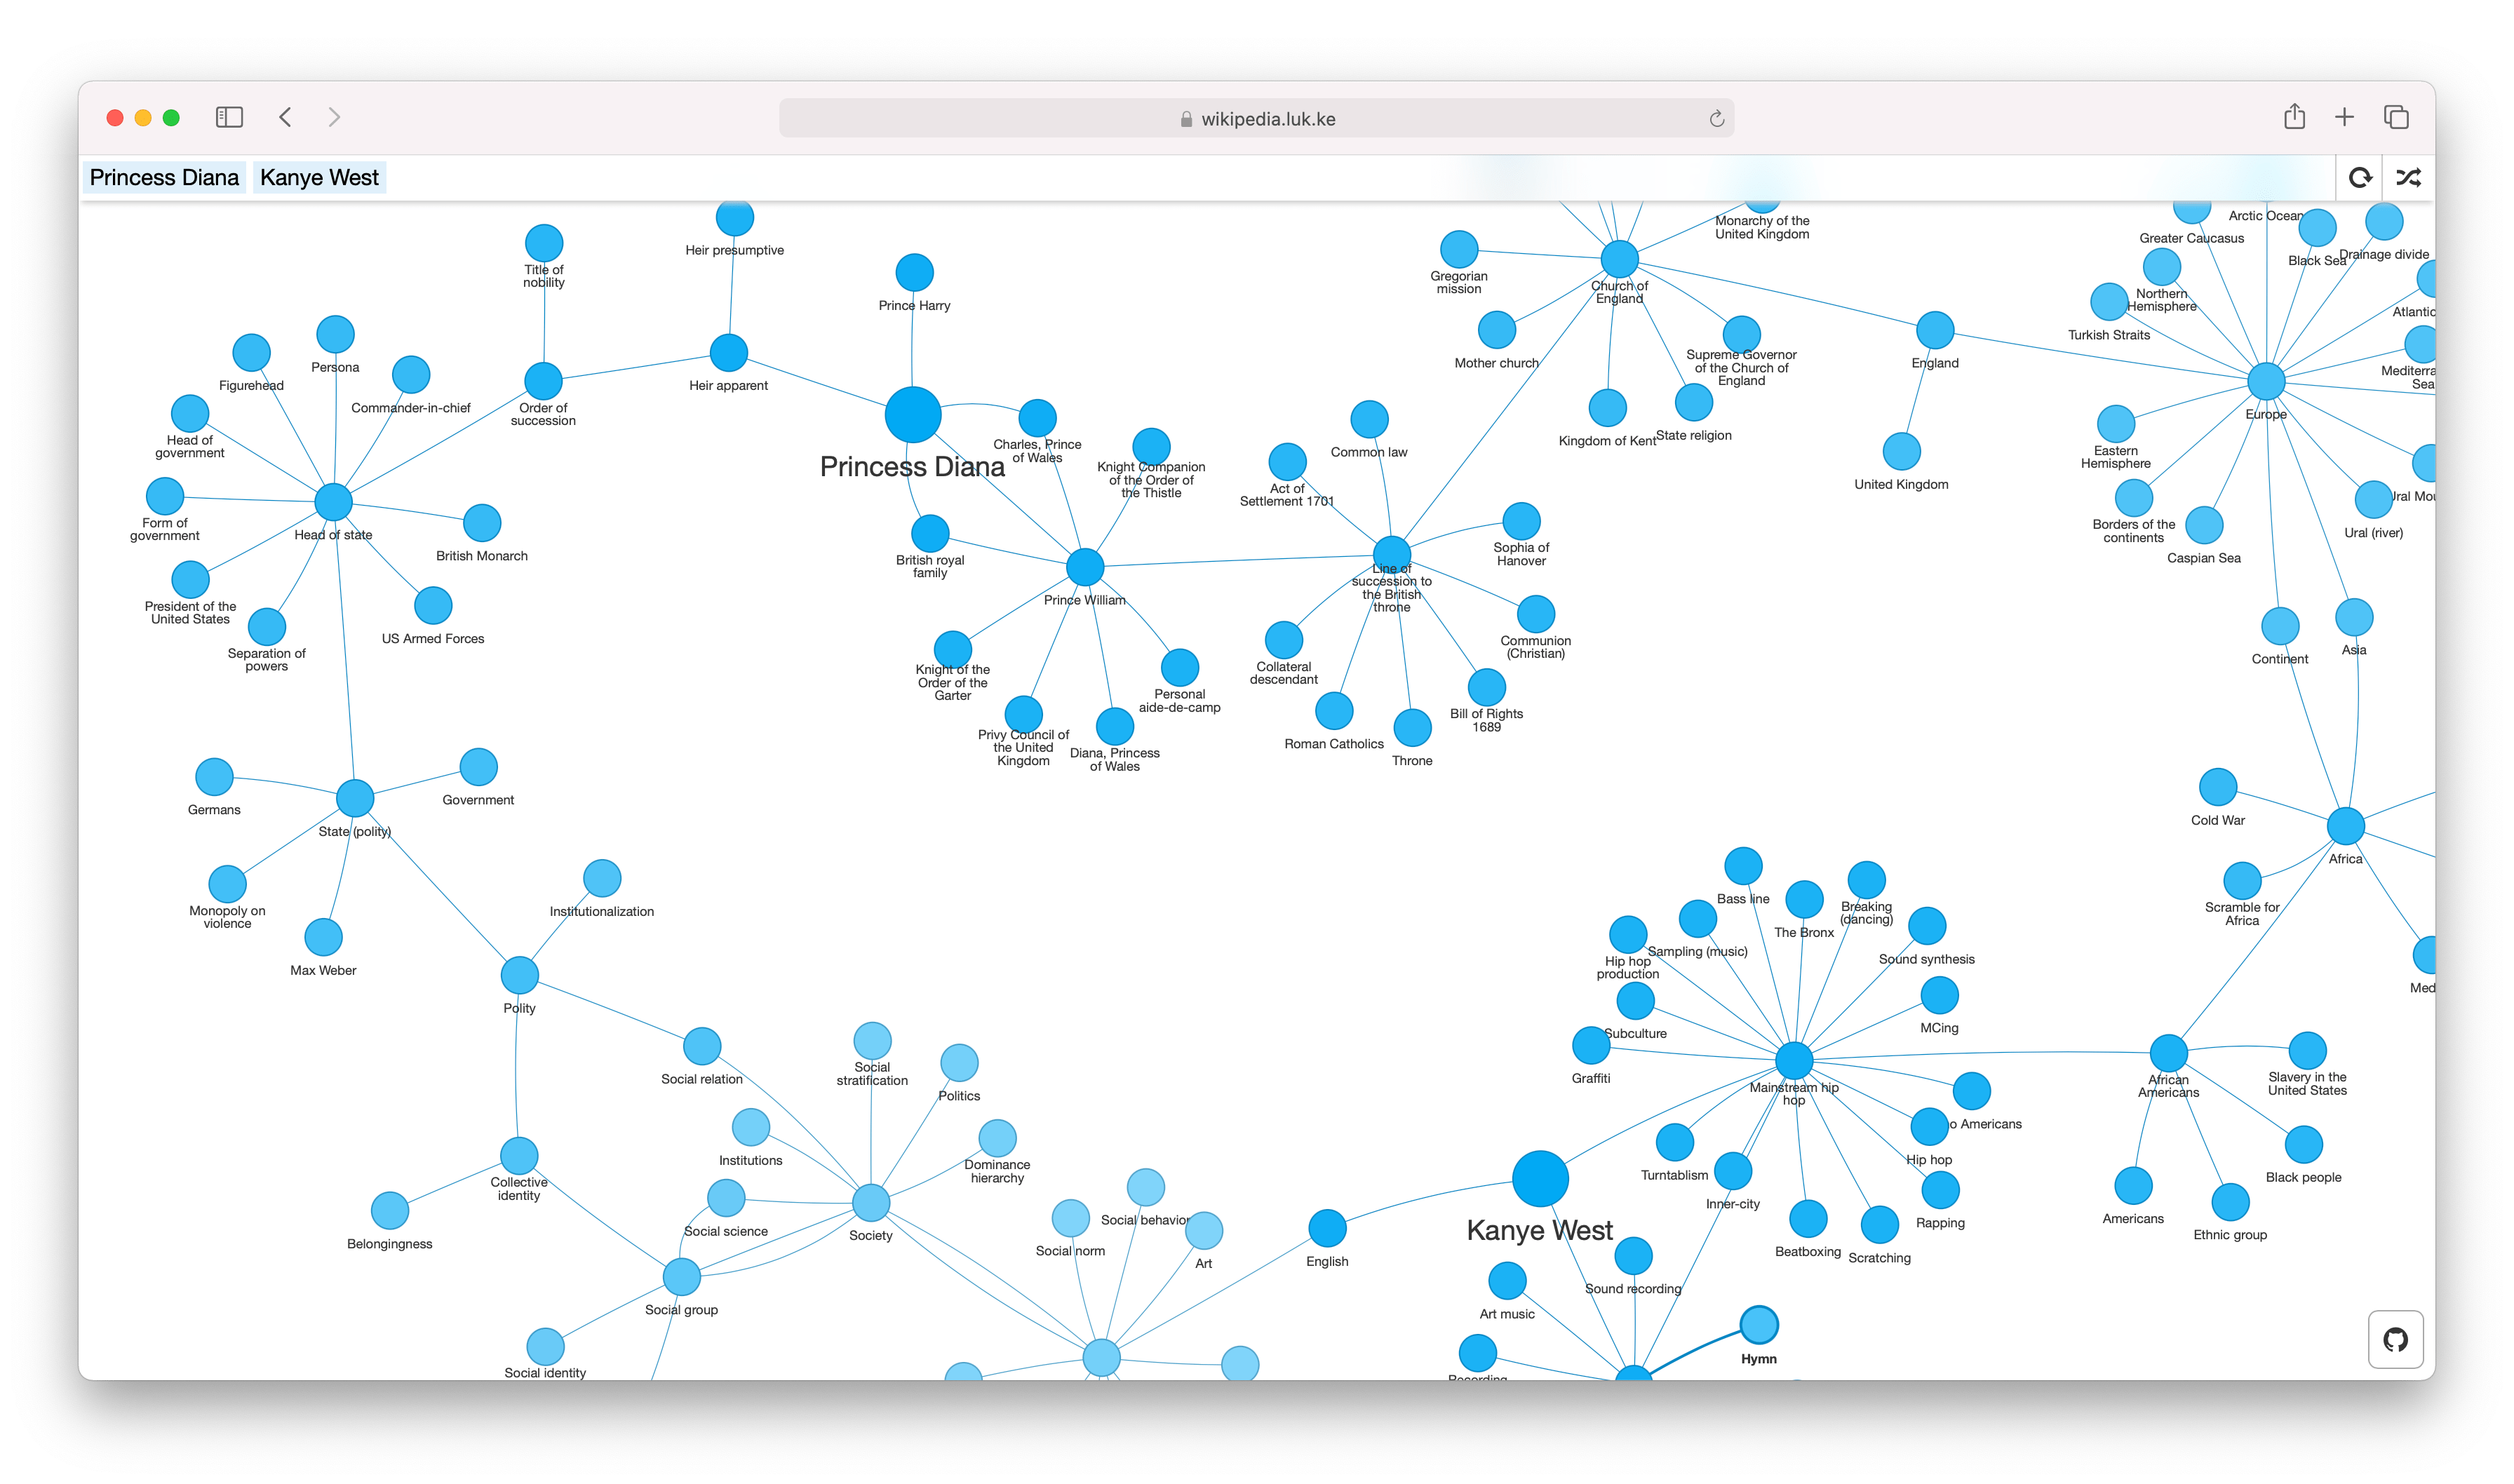 wikipedia.luk.ke
Princess Diana
Kanye West
Heir presumptive
Title of
nobility
Prince Harry
Monarchy of the
United Kingdom
Gregorian
mission
Church of
England
Arctic Ocean
Greater Caucasus
Black Sea
Drainage divide
Northern
Hemisphere
Turkish Straits
Atlantic
Persona
Figurehead
Commander-in-chief
Heir apparent
Order of
succession
Mother church
Supreme Governor
of the Church of
England
England
Mediterra
Sea
Europe
Head of
government
Princess Diana
Charles, Prince
of Wales
Knight Companion
of the Order of
the Thistle
Common law
Kingdom of Kent
State religion
Act of
Settlement 1701
United Kingdom
Eastern
Hemisphere
Form of
government
Head of state
British Monarch
British royal
family
Sophia of
Hanover
Borders of the
continents
Caspian Sea
Ural (river)
Ural Mou
Prince William
Line of
succession to
the British
throne
President of the
United States
Separation of
powers
US Armed Forces
Communion
(Christian)
Continent
Asia
Knight of the
Order of the
Garter
Personal
aide-de-camp
Collateral
descendant
Bill of Rights
1689
Privy Council of
the United
Kingdom
Diana, Princess
of Wales
Roman Catholics
Throne
Germans
Government
State (polity)
Cold War
Africa
Monopoly on
violence
Max Weber
Institutionalization
Polity
Bass line
The Bronx
Breaking
(dancing)
Hip hop
production
Sampling (music)
Sound synthesis
Scramble for
Africa
Med
Subculture
MCing
Social relation
Social
stratification
Politics
Graffiti
Mainstream hip
hop
African
Americans
Slavery in the
United States
o Americans
Institutions
Dominance
hierarchy
Turntablism
Hip hop
Inner-city
Rapping
Black people
Americans
Ethnic group
Collective
identity
Belongingness
Social science
Society
Social behavior
Social norm
Art
English
Kanye West
Beatboxing
Scratching
Social group
Sound recording
Art music
Hymn
Social identity
Recording